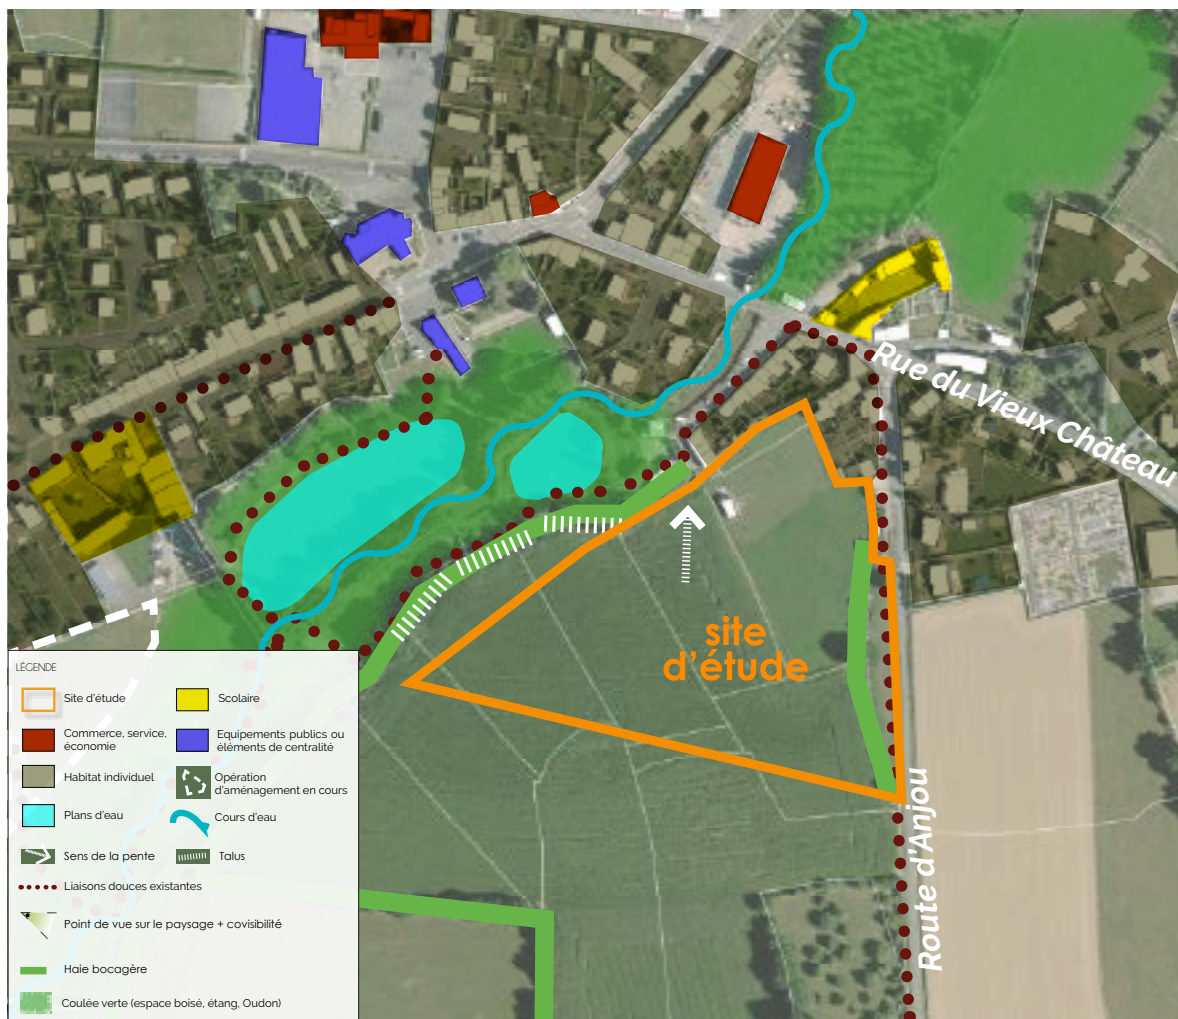 Rue du Vieux Château
site
d'étude
Route d'Anjou
LÉGENDE
Site d'étude
Scolaire
Commerce, service,
économie
Equipements publics ou
éléments de centralité
Habitat individuel
Opération
d'aménagement en cours
Plans d'eau
Cours d'eau
Sens de la pente
Talus
Liaisons douces existantes
Point de vue sur le paysage + covisibilité
Haie bocagère
Coulée verte (espace boisé, étang, Oudon)